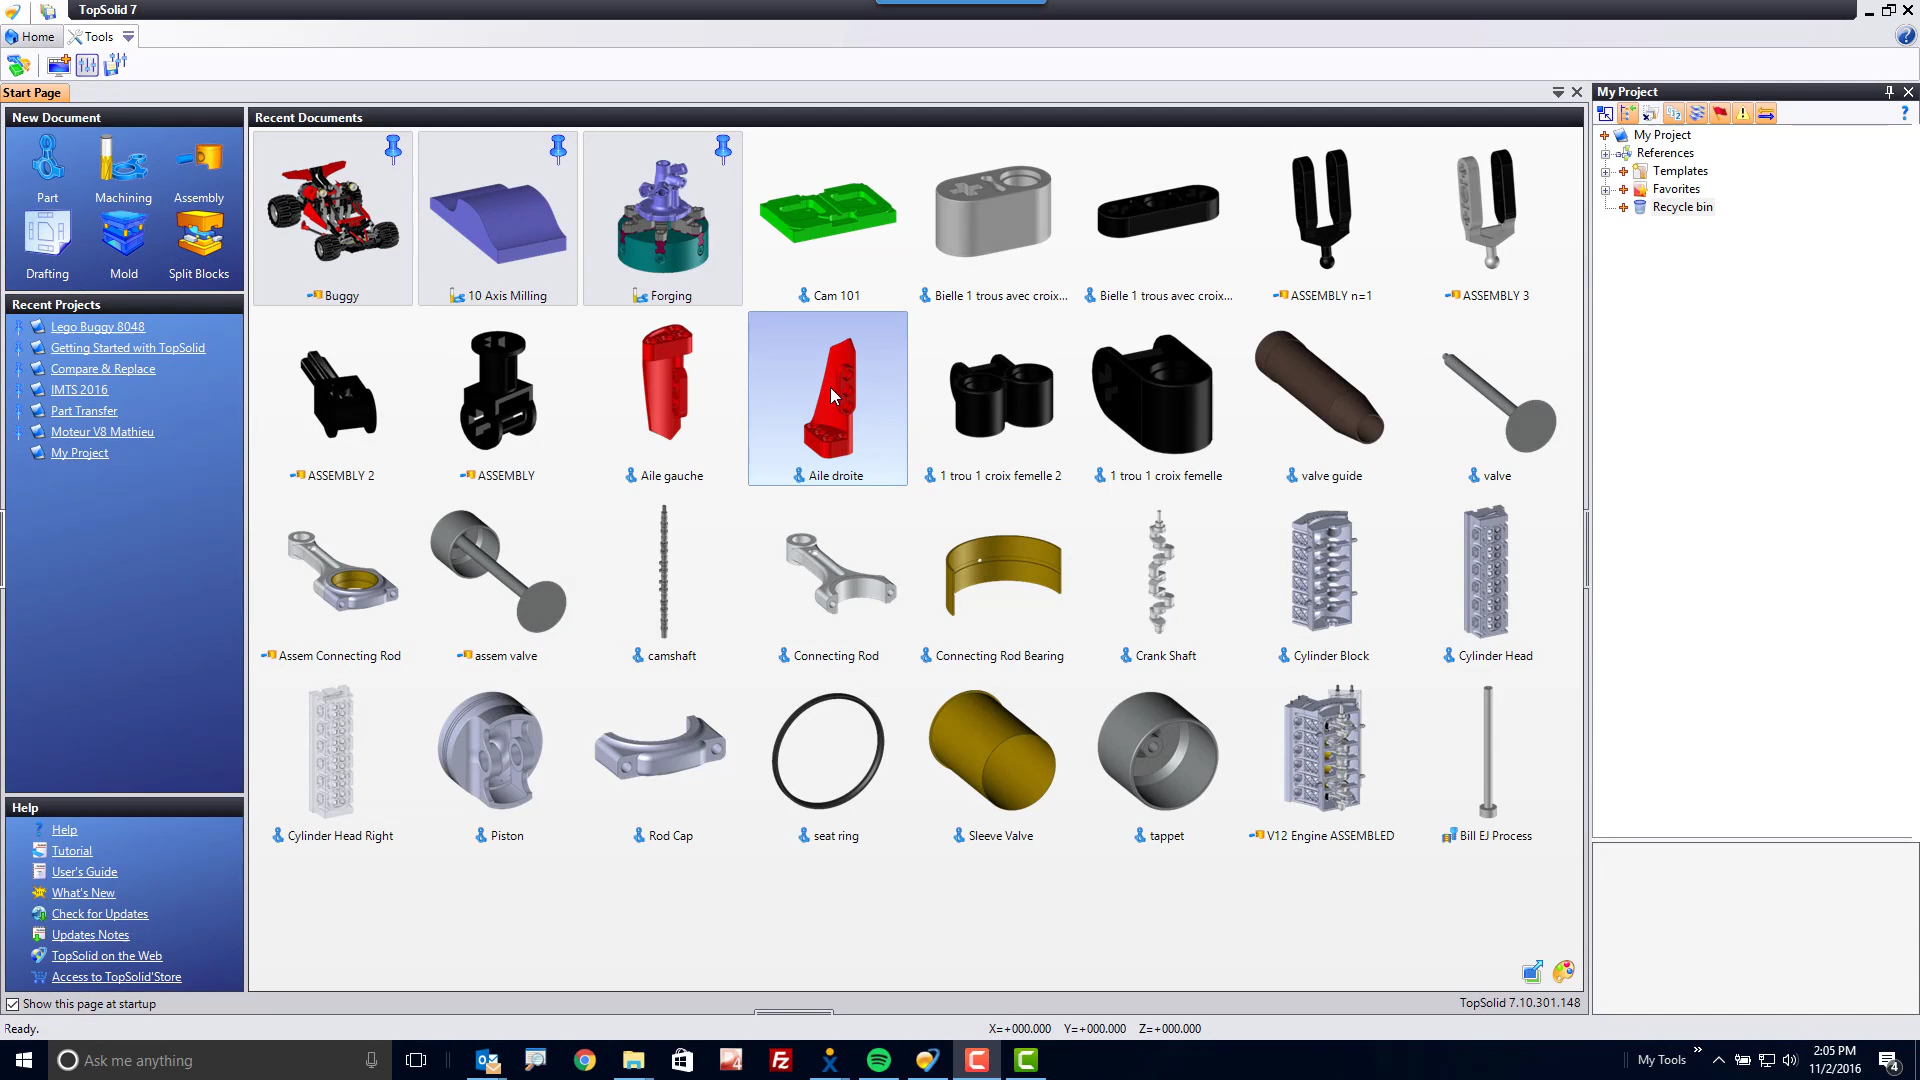 TopSolid 7
Home
Tools
Start Page
My Project
New Document
Recent Documents
Part
Machining
Assembly
Drafting
Mold
Split Blocks
Recent Projects
Lego Buggy 8048
Getting Started with TopSolid
Compare & Replace
IMTS 2016
Part Transfer
Moteur V8 Mathieu
My Project
Help
Help
Tutorial
User's Guide
What's New
Check for Updates
Updates Notes
TopSolid on the Web
Access to TopSolid'Store
Show this page at startup
Buggy
10 Axis Milling
Forging
Cam 101
Bielle 1 trous avec croix...
Bielle 1 trous avec croix...
ASSEMBLY n=1
ASSEMBLY 3
ASSEMBLY 2
ASSEMBLY
Aile gauche
Aile droite
1 trou 1 croix femelle 2
1 trou 1 croix femelle
valve guide
valve
Assem Connecting Rod
assem valve
camshaft
Connecting Rod
Connecting Rod Bearing
Crank Shaft
Cylinder Block
Cylinder Head
Cylinder Head Right
Piston
Rod Cap
seat ring
Sleeve Valve
tappet
V12 Engine ASSEMBLED
Bill EJ Process
TopSolid 7.10.301.148
My Project
References
Templates
Favorites
Recycle bin
Ready.
X=+000.000 Y=+000.000 Z=+000.000
Ask me anything
My Tools
2:05 PM
11/2/2016
4